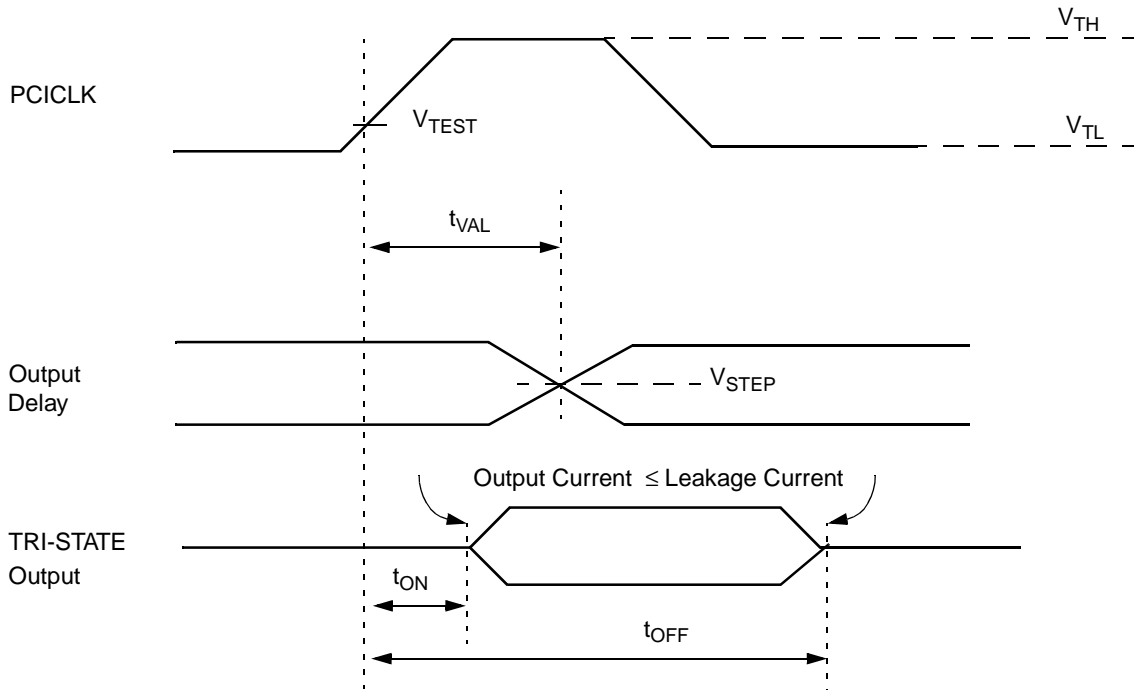 V_TH
PCICLK
V_TEST
V_TL
t_VAL
Output
Delay
V_STEP
Output Current ≤ Leakage Current
TRI-STATE
Output
t_ON
t_OFF